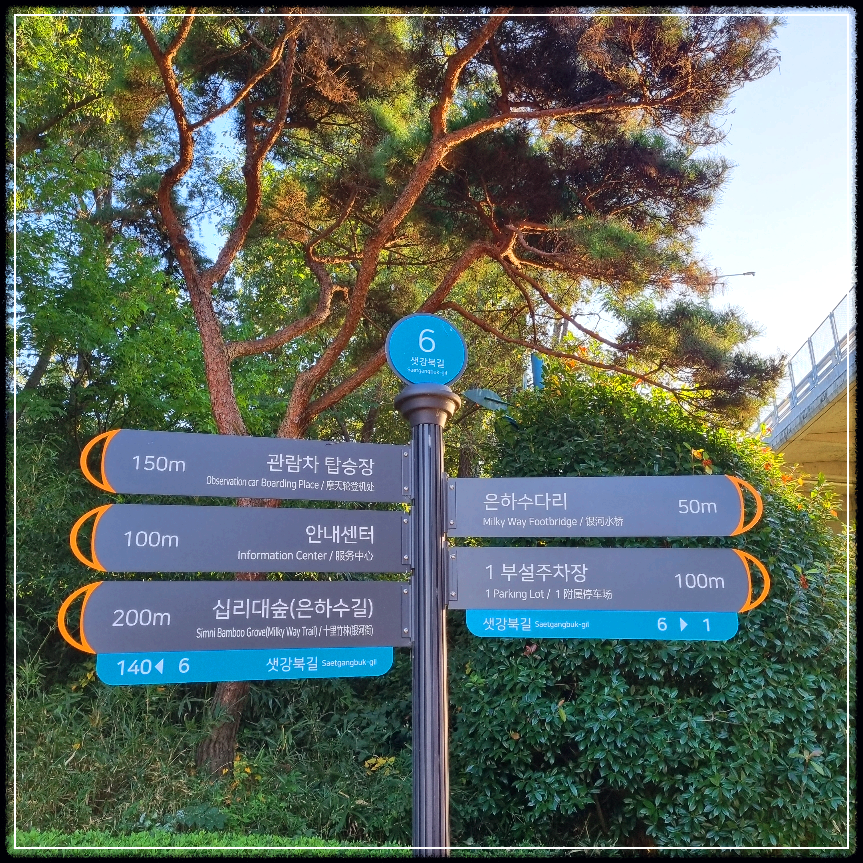 6
샛강북길
Saetgangbuk-gil
150m 관람차 탑승장
Observation car Boarding Place / 摩天轮登机处
100m 안내센터
Information Center / 服务中心
200m 십리대숲(은하수길)
Simni Bamboo Grove(Milky Way Trail) / 十里竹林(银河街)
140◀ 6 샛강북길 Saetgangbuk-gil
은하수다리 50m
Milky Way Footbridge / 银河水桥
1 부설주차장 100m
1 Parking Lot / 1 附属停车场
샛강북길 Saetgangbuk-gil 6 ▶ 1